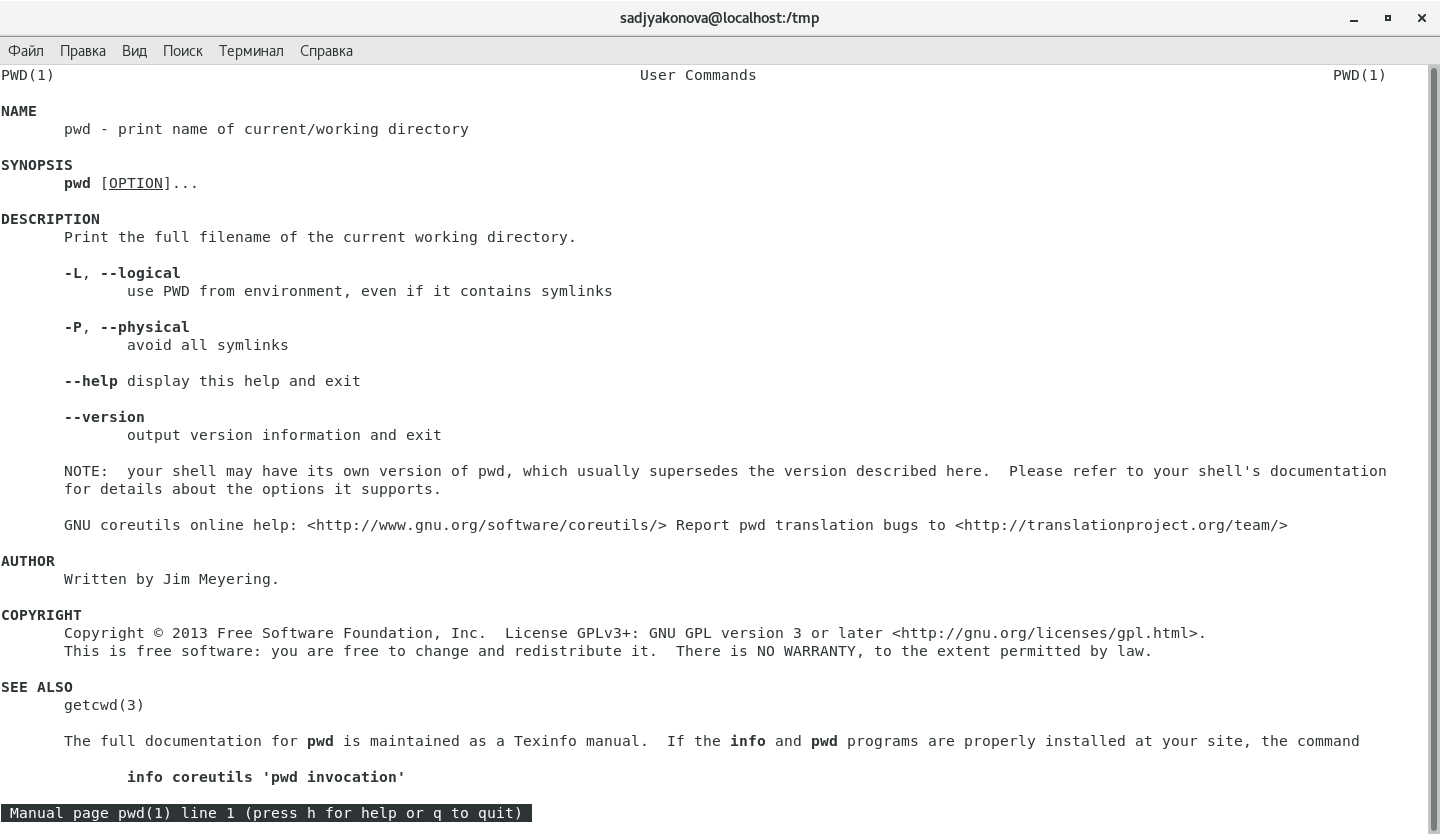 sadjyakonova@localhost:/tmp
Файл Правка Вид Поиск Терминал Справка
PWD(1) User Commands PWD(1)
NAME
pwd - print name of current/working directory
SYNOPSIS
pwd [OPTION]...
DESCRIPTION
Print the full filename of the current working directory.
-L, --logical
use PWD from environment, even if it contains symlinks
-P, --physical
avoid all symlinks
--help display this help and exit
--version
output version information and exit
NOTE:  your shell may have its own version of pwd, which usually supersedes the version described here.  Please refer to your shell's documentation
for details about the options it supports.
GNU coreutils online help: <http://www.gnu.org/software/coreutils/> Report pwd translation bugs to <http://translationproject.org/team/>
AUTHOR
Written by Jim Meyering.
COPYRIGHT
Copyright © 2013 Free Software Foundation, Inc.  License GPLv3+: GNU GPL version 3 or later <http://gnu.org/licenses/gpl.html>.
This is free software: you are free to change and redistribute it.  There is NO WARRANTY, to the extent permitted by law.
SEE ALSO
getcwd(3)
The full documentation for pwd is maintained as a Texinfo manual.  If the info and pwd programs are properly installed at your site, the command
info coreutils 'pwd invocation'
Manual page pwd(1) line 1 (press h for help or q to quit)